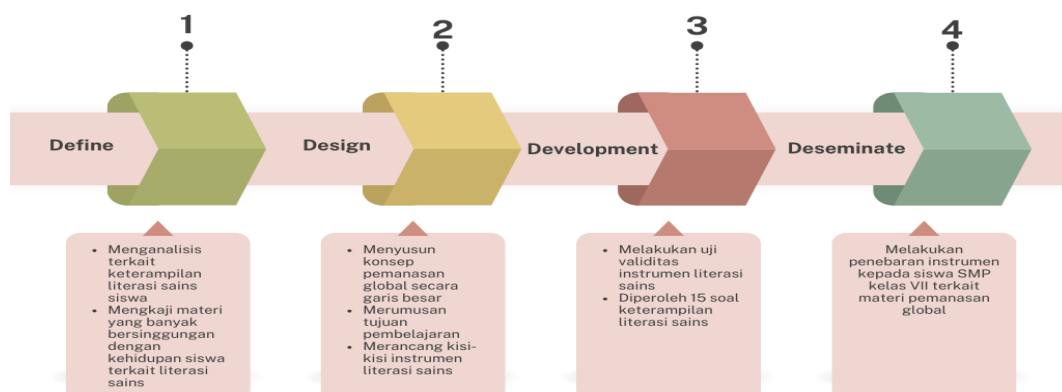 1
2
3
4
Define
Design
Development
Deseminate
• Menganalisis
terkait
keterampilan
literasi sains
siswa
• Mengkaji materi
yang banyak
bersinggungan
dengan
kehidupan siswa
terkait literasi
sains
• Menyusun
konsep
pemanasan
global secara
garis besar
• Merumusan
tujuan
pembelajaran
• Merancang kisi-
kisi instrumen
literasi sains
• Melakukan uji
validitas
instrumen literasi
sains
• Diperoleh 15 soal
keterampilan
literasi sains
Melakukan
penebaran instrumen
kepada siswa SMP
kelas VII terkait
materi pemanasan
global